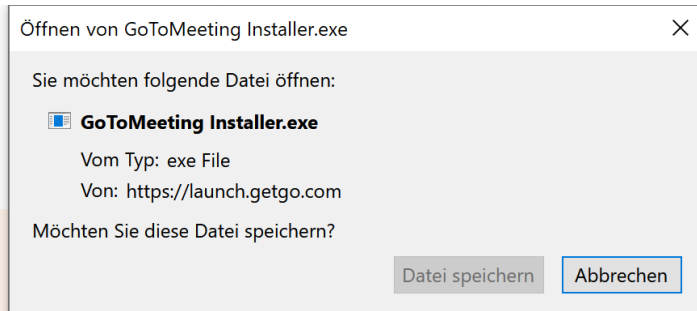 Öffnen von GoToMeeting Installer.exe
Sie möchten folgende Datei öffnen:
GoToMeeting Installer.exe
Vom Typ: exe File
Von: https://launch.getgo.com
Möchten Sie diese Datei speichern?
Datei speichern Abbrechen